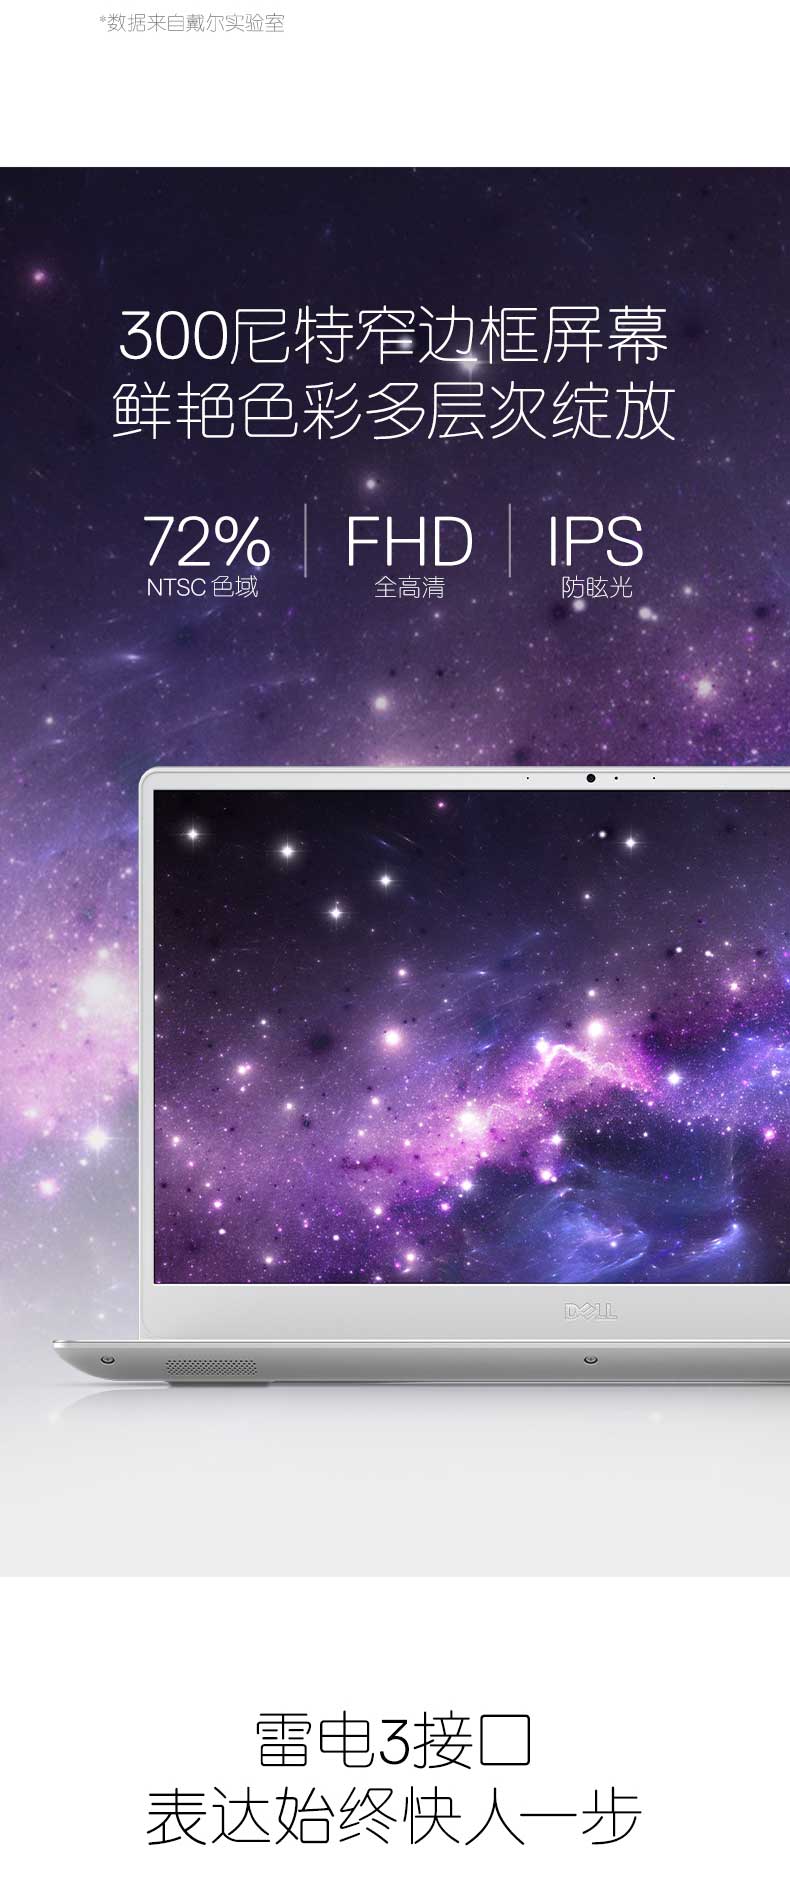 *数据来自戴尔实验室
300尼特窄边框屏幕
鲜艳色彩多层次绽放
72% FHD IPS
NTSC 色域 全高清 防眩光
DELL
雷电3接口
表达始终快人一步